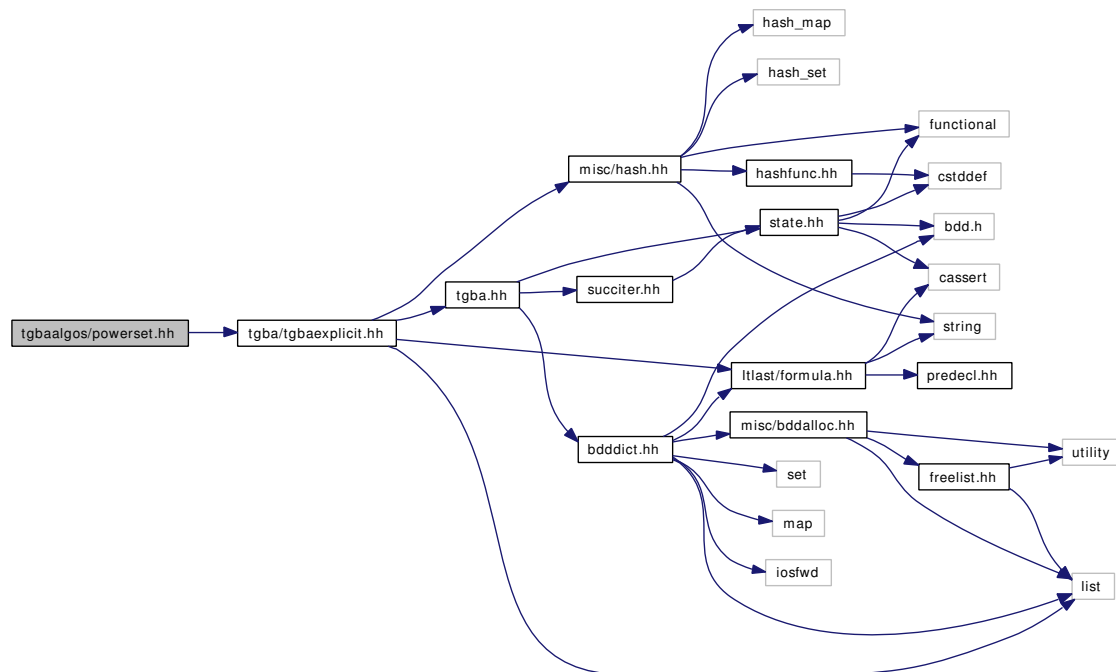 hash_map
hash_set
functional
misc/hash.hh
hashfunc.hh
cstddef
state.hh
bdd.h
cassert
tgba.hh
succiter.hh
string
tgbaalgos/powerset.hh
tgba/tgbaexplicit.hh
ltlast/formula.hh
predecl.hh
misc/bddalloc.hh
bdddict.hh
utility
set
freelist.hh
map
iosfwd
list